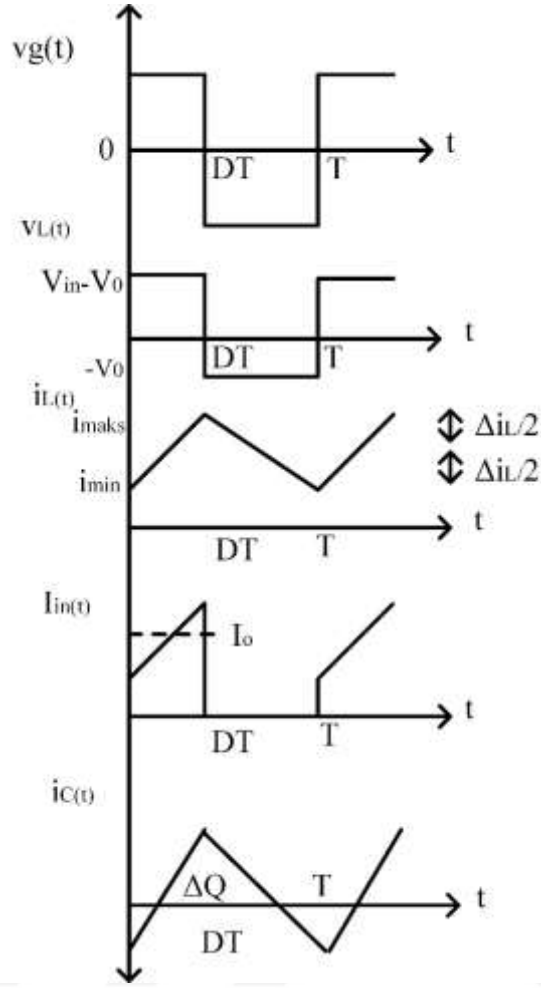 vg(t)
0
DT T t
vL(t)
Vin-V0
DT T t
-V0
iL(t)
imaks
ΔiL/2
imin
ΔiL/2
DT T t
Iin(t)
Io
DT T t
iC(t)
ΔQ T t
DT